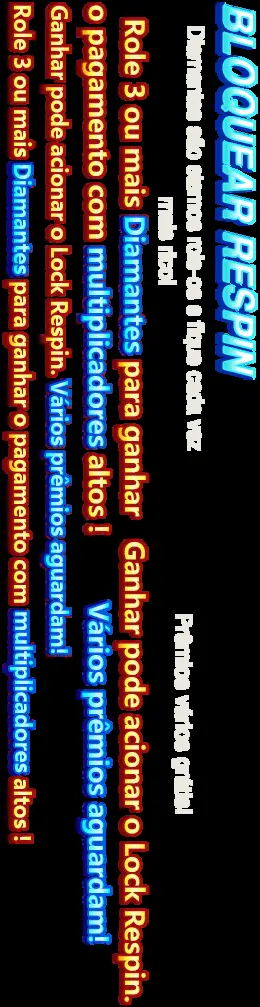 BLOQUEAR RESPIN
Diamantes são eternos role-os e fique cada vez
mais rico!
Prêmios vários grátis!
Role 3 ou mais Diamantes para ganhar
o pagamento com multiplicadores altos !
Ganhar pode acionar o Lock Respin.
Vários prêmios aguardam!
Ganhar pode acionar o Lock Respin. Vários prêmios aguardam!
Role 3 ou mais Diamantes para ganhar o pagamento com multiplicadores altos !